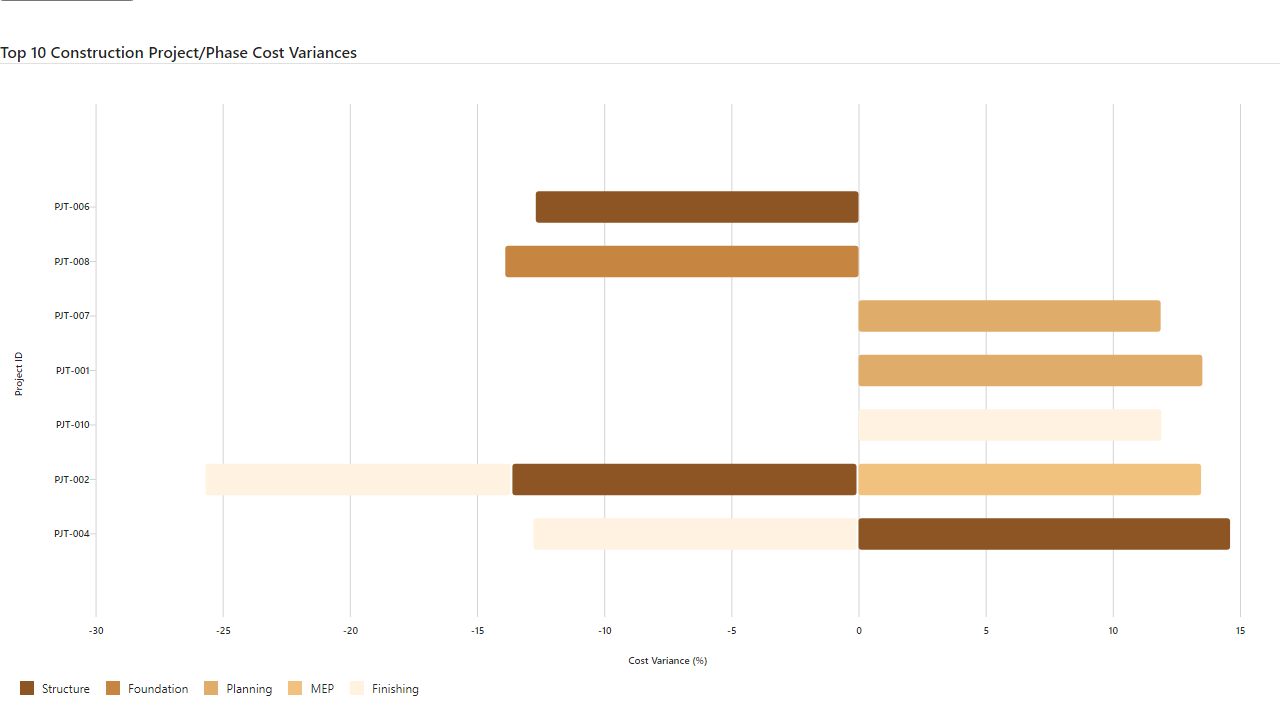 Top 10 Construction Project/Phase Cost Variances
PJT-006
PJT-008
PJT-007
PJT-001
PJT-010
PJT-002
PJT-004
Project ID
-30 -25 -20 -15 -10 -5 0 5 10 15
Cost Variance (%)
Structure Foundation Planning MEP Finishing